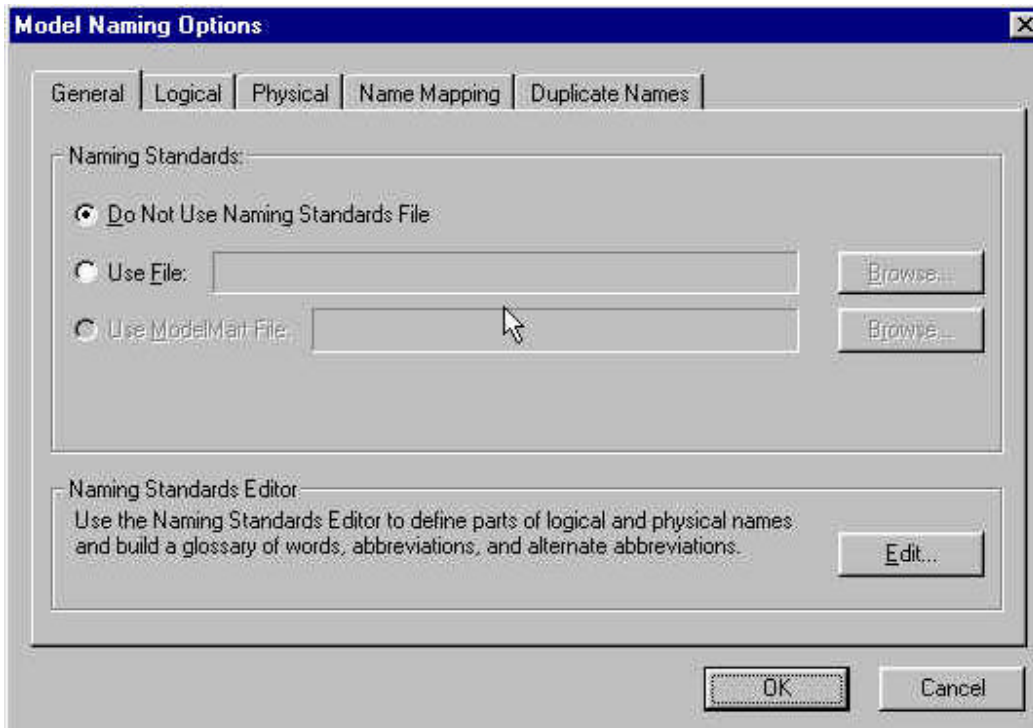 Model Naming Options
General Logical Physical Name Mapping Duplicate Names
Naming Standards:
Do Not Use Naming Standards File
Use File: Browse...
Use ModelMart File: Browse...
Naming Standards Editor
Use the Naming Standards Editor to define parts of logical and physical names
and build a glossary of words, abbreviations, and alternate abbreviations.
Edit...
OK Cancel